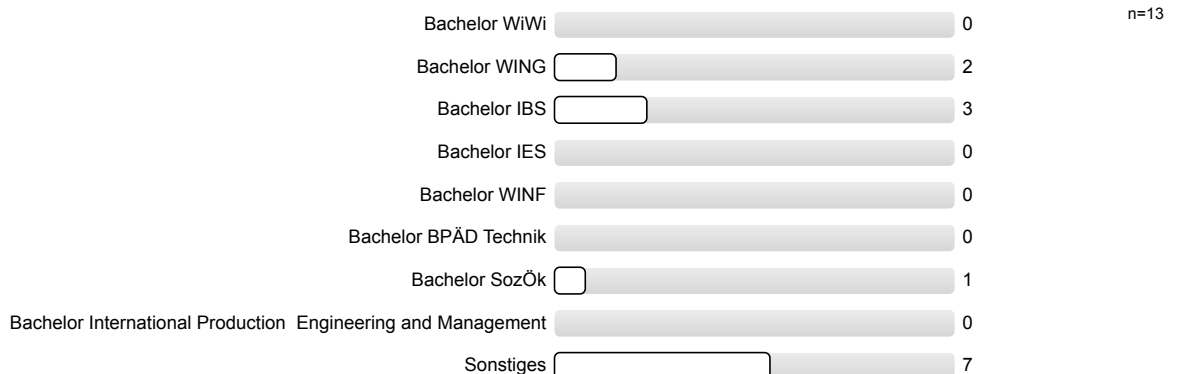 n=13
Bachelor WiWi 0
Bachelor WING 2
Bachelor IBS 3
Bachelor IES 0
Bachelor WINF 0
Bachelor BPÄD Technik 0
Bachelor SozÖk 1
Bachelor International Production Engineering and Management 0
Sonstiges 7